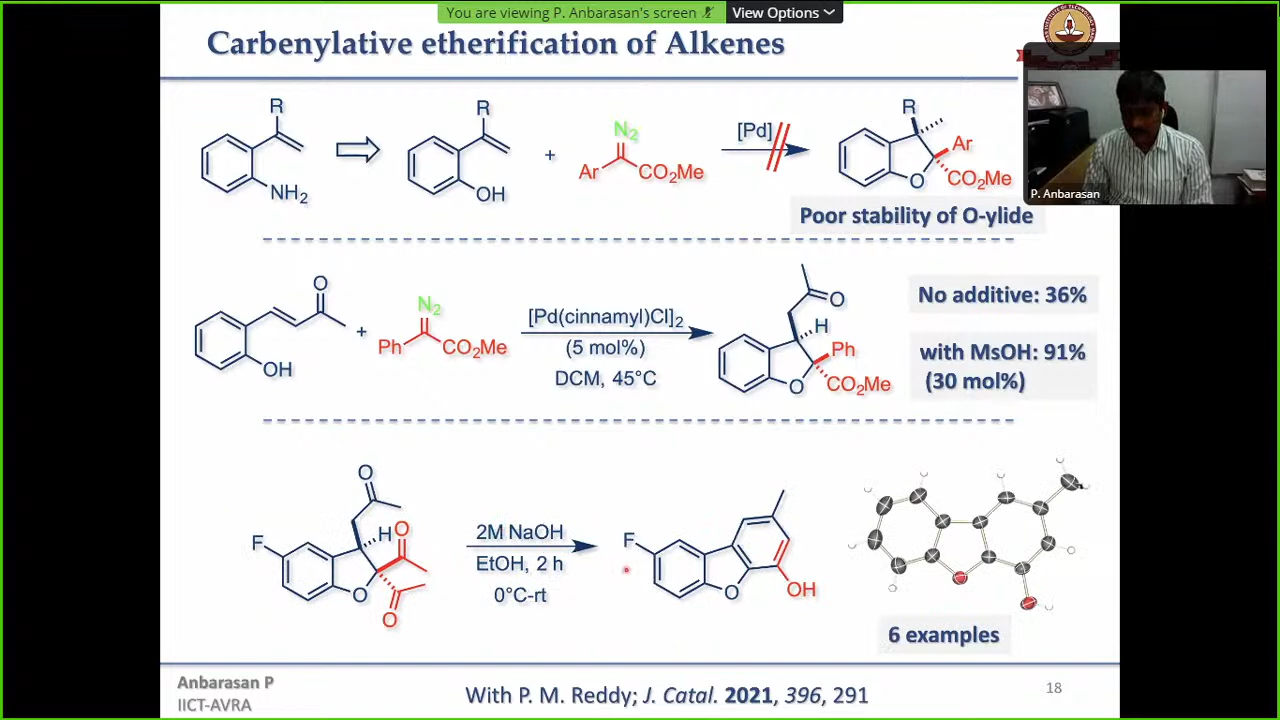 You are viewing P. Anbarasan's screen
View Options
Carbenylative etherification of Alkenes
R
NH2
R
OH
+
N2
Ar
CO2Me
[Pd]
R
Ar
O
CO2Me
P. Anbarasan
Poor stability of O-ylide
O
OH
+
N2
Ph
CO2Me
[Pd(cinnamyl)Cl]2
(5 mol%)
DCM, 45°C
O
H
Ph
O
CO2Me
No additive: 36%
with MsOH: 91%
(30 mol%)
O
F
H
O
O
O
2M NaOH
EtOH, 2 h
0°C-rt
F
O
OH
6 examples
Anbarasan P
IICT-AVRA
With P. M. Reddy; J. Catal. 2021, 396, 291
18